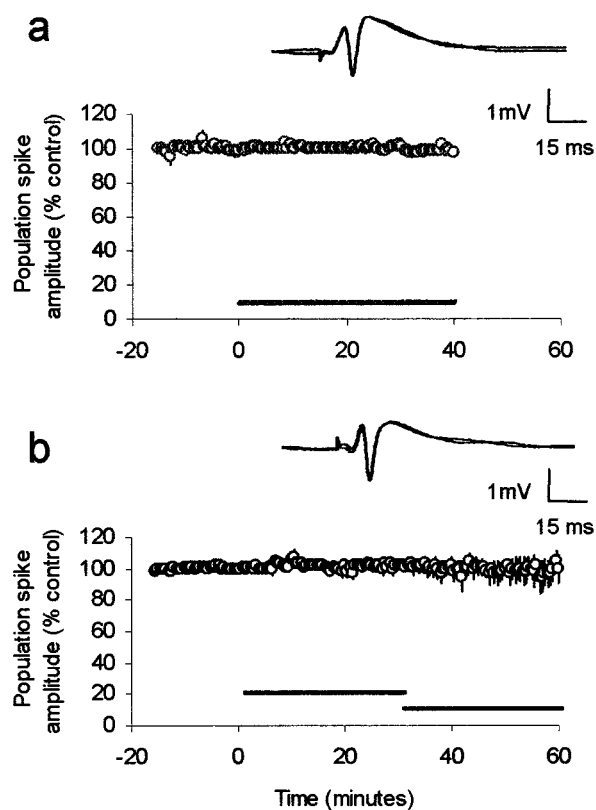 a
1mV
15 ms
Population spike
amplitude (% control)
120
100
80
60
40
20
0
-20 0 20 40 60
b
1mV
15 ms
Population spike
amplitude (% control)
120
100
80
60
40
20
0
-20 0 20 40 60
Time (minutes)